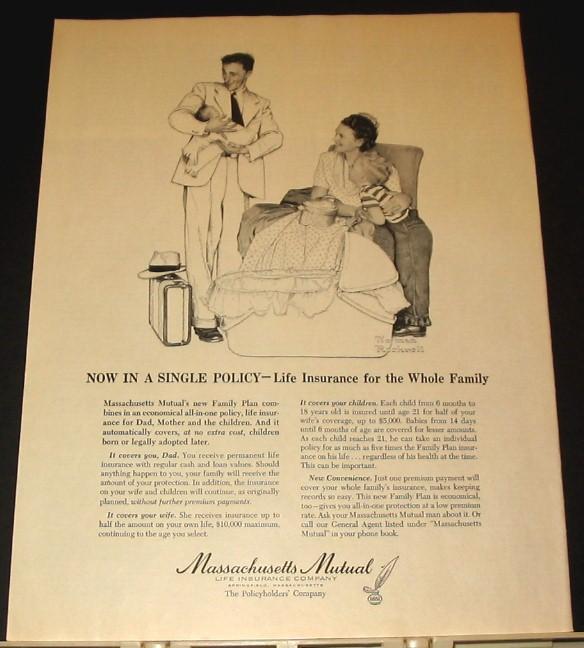 Norman
Rockwell
NOW IN A SINGLE POLICY—Life Insurance for the Whole Family
Massachusetts Mutual's new Family Plan com-
bines in an economical all-in-one policy, life insur-
ance for Dad, Mother and the children. And it
automatically covers, at no extra cost, children
born or legally adopted later.
It covers you, Dad. You receive permanent life
insurance with regular cash and loan values. Should
anything happen to you, your family will receive the
amount of your protection. In addition, the insurance
on your wife and children will continue, as originally
planned, without further premium payments.
It covers your wife. She receives insurance up to
half the amount on your own life, $10,000 maximum,
continuing to the age you select.
It covers your children. Each child from 6 months to
18 years old is insured until age 21 for half of your
wife's coverage, up to $5,000. Babies from 14 days
until 6 months of age are covered for lesser amounts.
As each child reaches 21, he can take an individual
policy for as much as five times the Family Plan insur-
ance on his life . . . regardless of his health at the time.
This can be important.
New Convenience. Just one premium payment will
cover your whole family's insurance, makes keeping
records so easy. This new Family Plan is economical,
too—gives you all-in-one protection at a low premium
rate. Ask your Massachusetts Mutual man about it. Or
call our General Agent listed under "Massachusetts
Mutual" in your phone book.
Massachusetts Mutual
LIFE INSURANCE COMPANY
SPRINGFIELD, MASSACHUSETTS
The Policyholders' Company